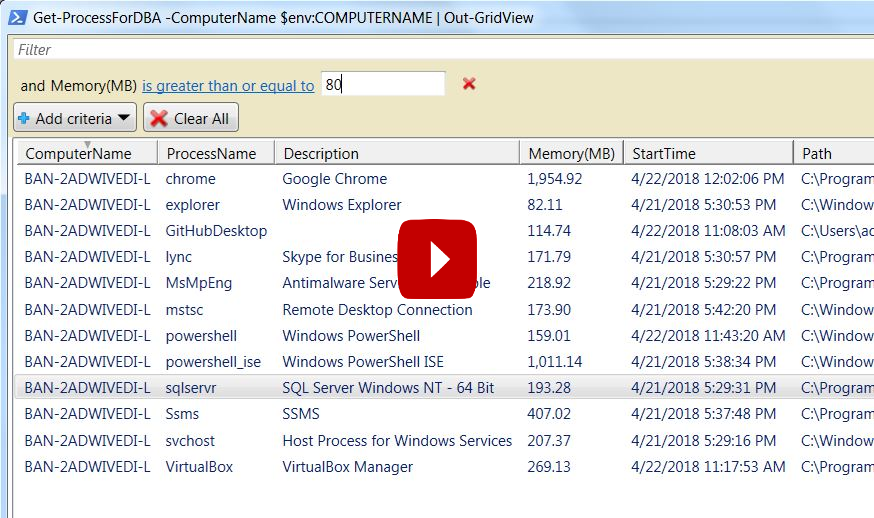 Get-ProcessForDBA -ComputerName $env:COMPUTERNAME | Out-GridView
Filter
and Memory(MB) is greater than or equal to 80
Add criteria Clear All
ComputerName ProcessName Description Memory(MB) StartTime Path
BAN-2ADWIVEDI-L chrome Google Chrome 1,954.92 4/22/2018 12:02:06 PM C:\Program
BAN-2ADWIVEDI-L explorer Windows Explorer 82.11 4/21/2018 5:30:53 PM C:\Window
BAN-2ADWIVEDI-L GitHubDesktop 114.74 4/22/2018 11:08:03 AM C:\Users\ad
BAN-2ADWIVEDI-L lync Skype for Busines 171.79 4/21/2018 5:30:57 PM C:\Program
BAN-2ADWIVEDI-L MsMpEng Antimalware Serv ple 218.92 4/21/2018 5:29:22 PM C:\Program
BAN-2ADWIVEDI-L mstsc Remote Desktop Connection 173.90 4/21/2018 5:42:20 PM C:\Window
BAN-2ADWIVEDI-L powershell Windows PowerShell 159.01 4/22/2018 11:43:20 AM C:\Window
BAN-2ADWIVEDI-L powershell_ise Windows PowerShell ISE 1,011.14 4/21/2018 5:38:34 PM C:\Window
BAN-2ADWIVEDI-L sqlservr SQL Server Windows NT - 64 Bit 193.28 4/21/2018 5:29:31 PM C:\Program
BAN-2ADWIVEDI-L Ssms SSMS 407.02 4/21/2018 5:37:48 PM C:\Program
BAN-2ADWIVEDI-L svchost Host Process for Windows Services 207.37 4/21/2018 5:29:16 PM C:\Window
BAN-2ADWIVEDI-L VirtualBox VirtualBox Manager 269.13 4/22/2018 11:17:53 AM C:\Program